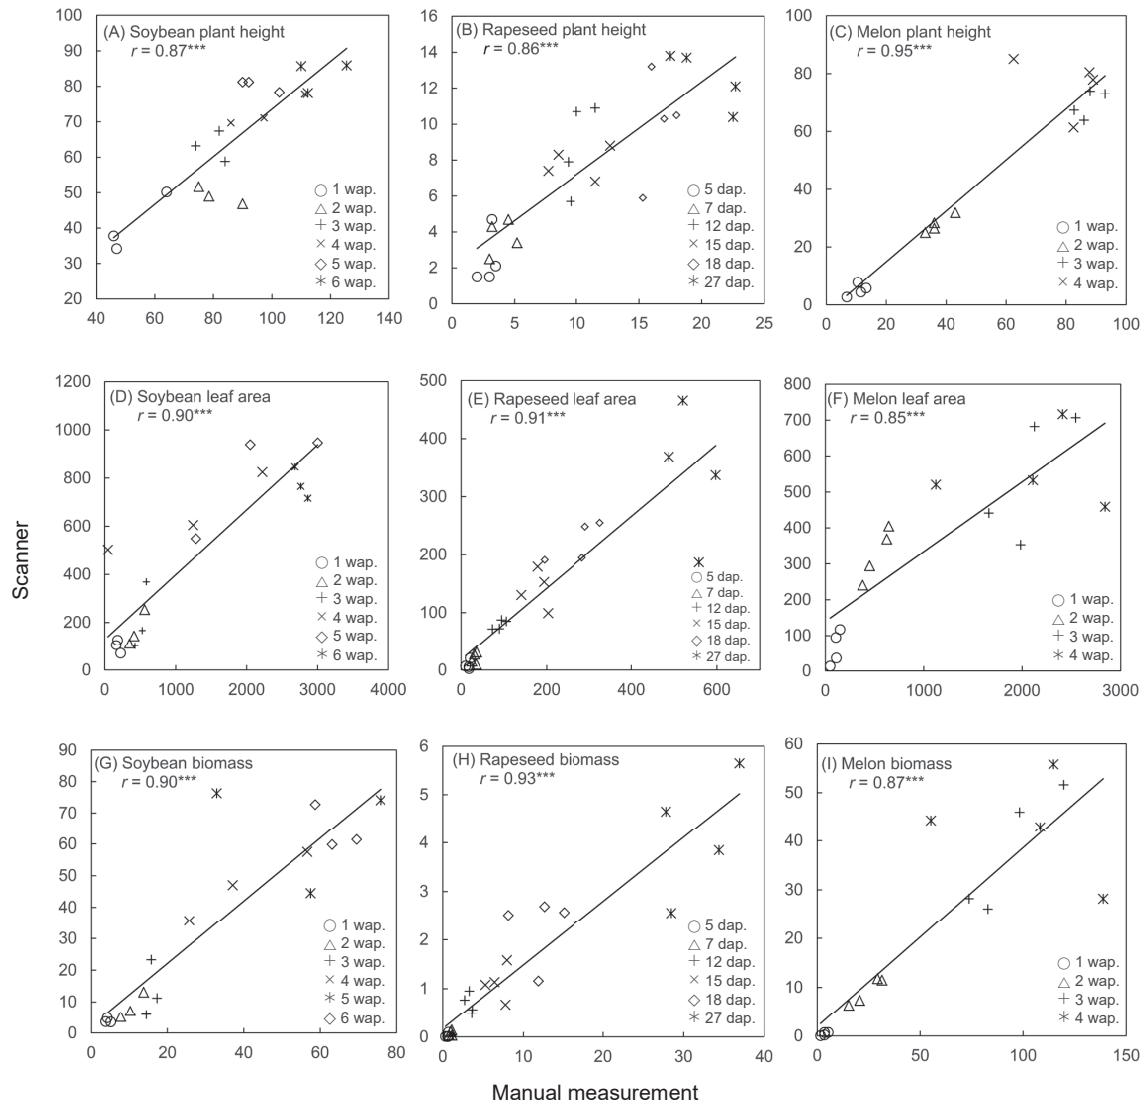 (A) Soybean plant height
r = 0.87***
100
90
80
70
60
50
40
30
20
40
60
80
100
120
140
1 wap.
2 wap.
3 wap.
4 wap.
5 wap.
6 wap.
(B) Rapeseed plant height
r = 0.86***
16
14
12
10
8
6
4
2
0
0
5
10
15
20
25
5 dap.
7 dap.
12 dap.
15 dap.
18 dap.
27 dap.
(C) Melon plant height
r = 0.95***
100
80
60
40
20
0
0
20
40
60
80
100
1 wap.
2 wap.
3 wap.
4 wap.
(D) Soybean leaf area
r = 0.90***
1200
1000
800
600
400
200
0
0
1000
2000
3000
4000
1 wap.
2 wap.
3 wap.
4 wap.
5 wap.
6 wap.
(E) Rapeseed leaf area
r = 0.91***
500
400
300
200
100
0
0
200
400
600
5 dap.
7 dap.
12 dap.
15 dap.
18 dap.
27 dap.
(F) Melon leaf area
r = 0.85***
800
700
600
500
400
300
200
100
0
0
1000
2000
3000
1 wap.
2 wap.
3 wap.
4 wap.
Scanner
(G) Soybean biomass
r = 0.90***
90
80
70
60
50
40
30
20
10
0
0
20
40
60
80
1 wap.
2 wap.
3 wap.
4 wap.
5 wap.
6 wap.
(H) Rapeseed biomass
r = 0.93***
6
5
4
3
2
1
0
0
10
20
30
40
5 dap.
7 dap.
12 dap.
15 dap.
18 dap.
27 dap.
(I) Melon biomass
r = 0.87***
60
50
40
30
20
10
0
0
50
100
150
1 wap.
2 wap.
3 wap.
4 wap.
Manual measurement